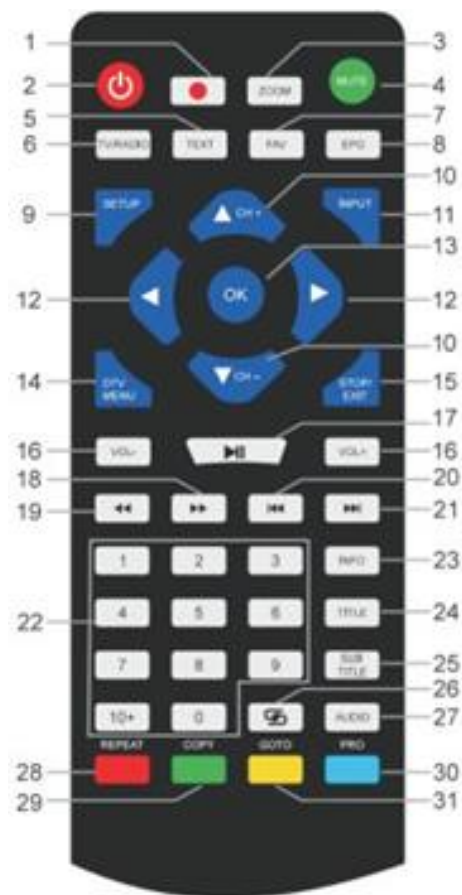 1 3
2 ZOOM MUTE 4
5 7
6 TV/RADIO TEXT FAV EPG 8
9 SETUP CH + INPUT 10
11
13
12 OK 12
10
14 DTV MENU CH − STOP/ EXIT 15
17
16 VOL- VOL+ 16
18 20
19 21
1 2 3 INFO 23
22 4 5 6 TITLE 24
7 8 9 SUB TITLE 25
26
10+ 0 AUDIO 27
REPEAT COPY GOTO PRO
28 30
29 31